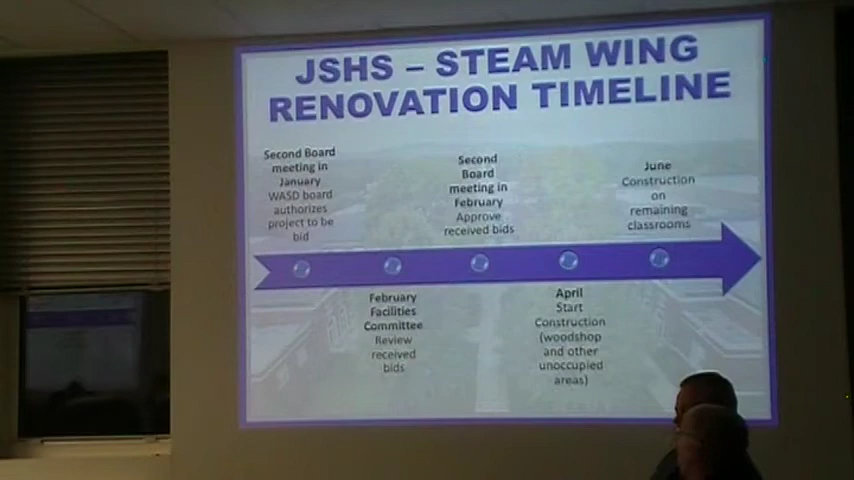 JSHS – STEAM WING
RENOVATION TIMELINE
Second Board
meeting in
January
WASD board
authorizes
project to be
bid
February
Facilities
Committee
Review
received
bids
Second
Board
meeting in
February
Approve
received bids
April
Start
Construction
(woodshop
and other
unoccupied
areas)
June
Construction
on
remaining
classrooms